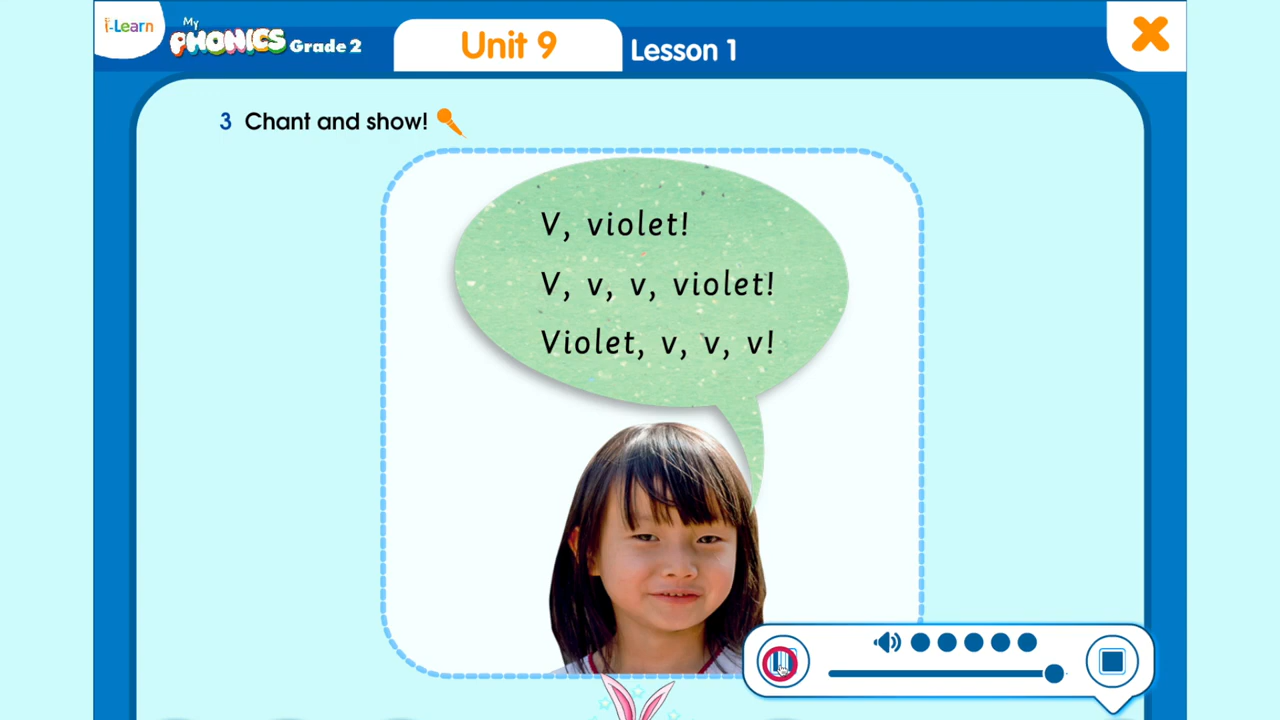 i-Learn
My
PHONICS Grade 2
Unit 9
Lesson 1
3 Chant and show!
V, violet!
V, v, v, violet!
Violet, v, v, v!